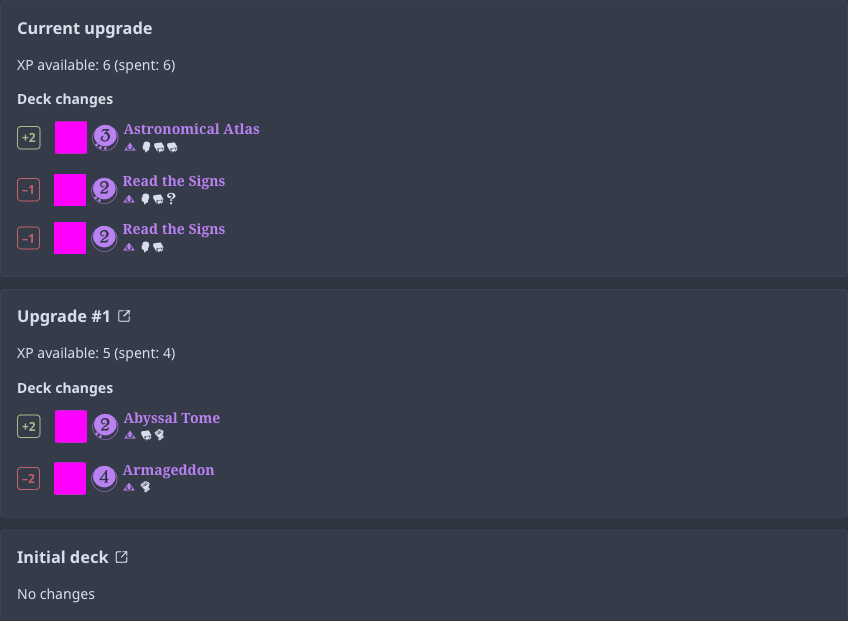 Current upgrade
XP available: 6 (spent: 6)
Deck changes
+2 3 Astronomical Atlas
−1 2 Read the Signs
?
−1 2 Read the Signs
Upgrade #1
XP available: 5 (spent: 4)
Deck changes
+2 2 Abyssal Tome
−2 4 Armageddon
Initial deck
No changes